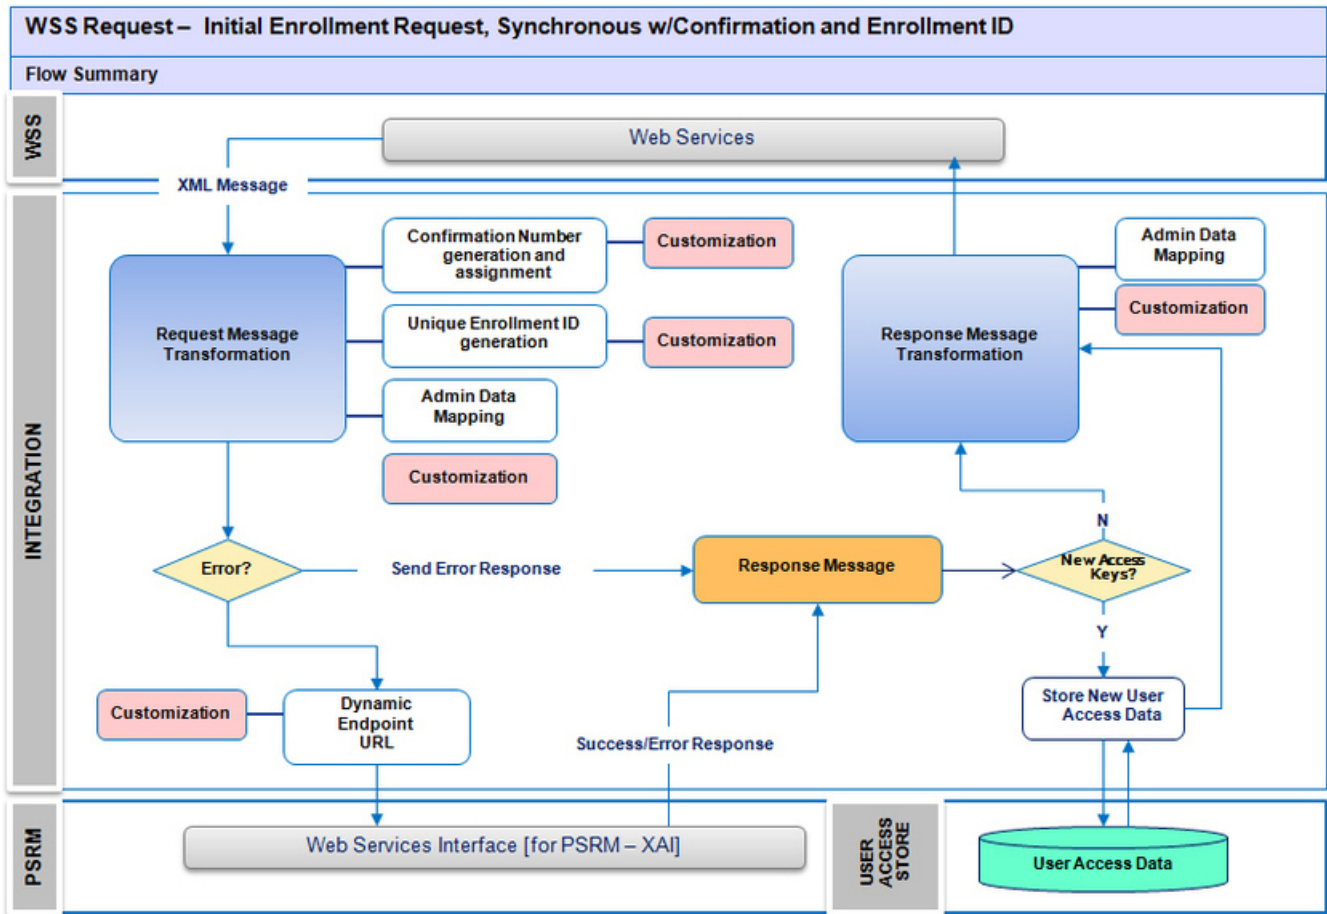 WSS Request –  Initial Enrollment Request, Synchronous w/Confirmation and Enrollment ID
Flow Summary
WSS
Web Services
XML Message
INTEGRATION
Request Message
Transformation
Confirmation Number
generation and
assignment
Customization
Unique Enrollment ID
generation
Customization
Admin Data
Mapping
Customization
Response Message
Transformation
Admin Data
Mapping
Customization
Error?
Send Error Response
Response Message
New Access
Keys?
N
Y
Customization
Dynamic
Endpoint
URL
Success/Error Response
Store New User
Access Data
PSRM
Web Services Interface [for PSRM – XAI]
USER
ACCESS
STORE
User Access Data